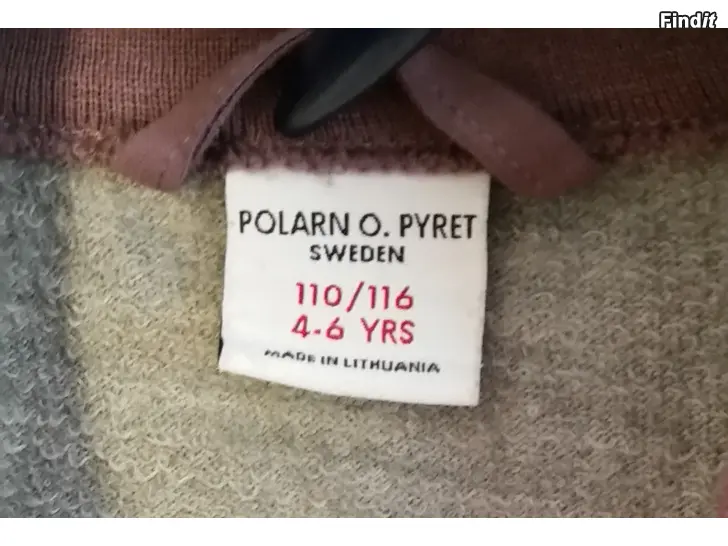 Findit
POLARN O. PYRET
SWEDEN
110/116
4-6 YRS
MADE IN LITHUANIA